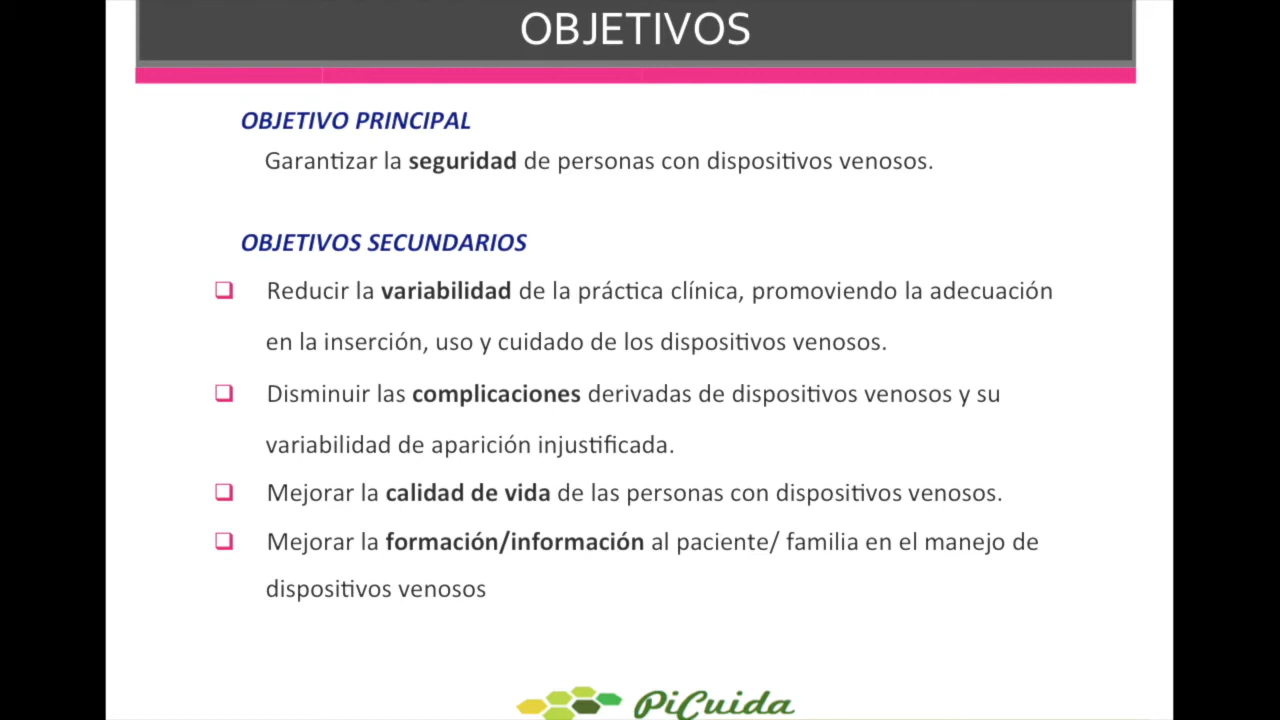 OBJETIVOS
OBJETIVO PRINCIPAL
Garantizar la seguridad de personas con dispositivos venosos.
OBJETIVOS SECUNDARIOS
Reducir la variabilidad de la práctica clínica, promoviendo la adecuación
en la inserción, uso y cuidado de los dispositivos venosos.
Disminuir las complicaciones derivadas de dispositivos venosos y su
variabilidad de aparición injustificada.
Mejorar la calidad de vida de las personas con dispositivos venosos.
Mejorar la formación/información al paciente/ familia en el manejo de
dispositivos venosos
PiCuida